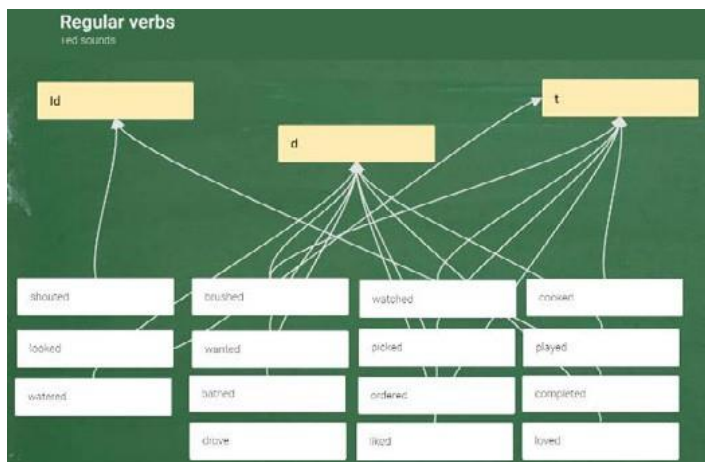 Regular verbs
ed sounds
Id
t
d
shouted
brushed
watched
cooked
looked
wanted
picked
played
watered
bathed
ordered
completed
drove
liked
loved